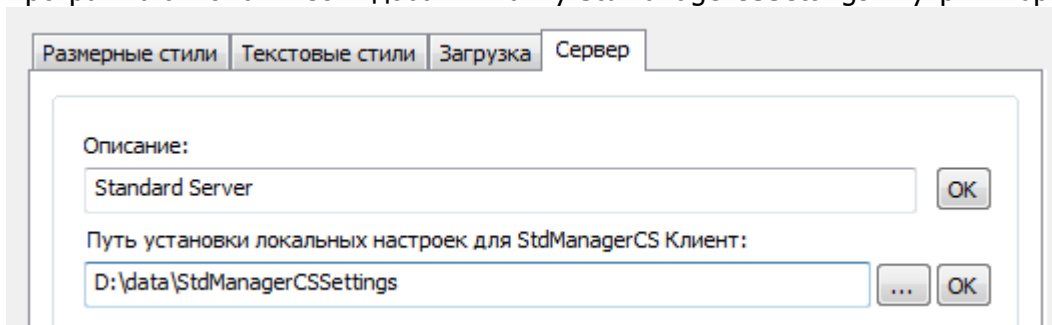 Размерные стили Текстовые стили Загрузка Сервер
Описание:
Standard Server OK
Путь установки локальных настроек для StdManagerCS Клиент:
D:\data\StdManagerCSSettings ... OK